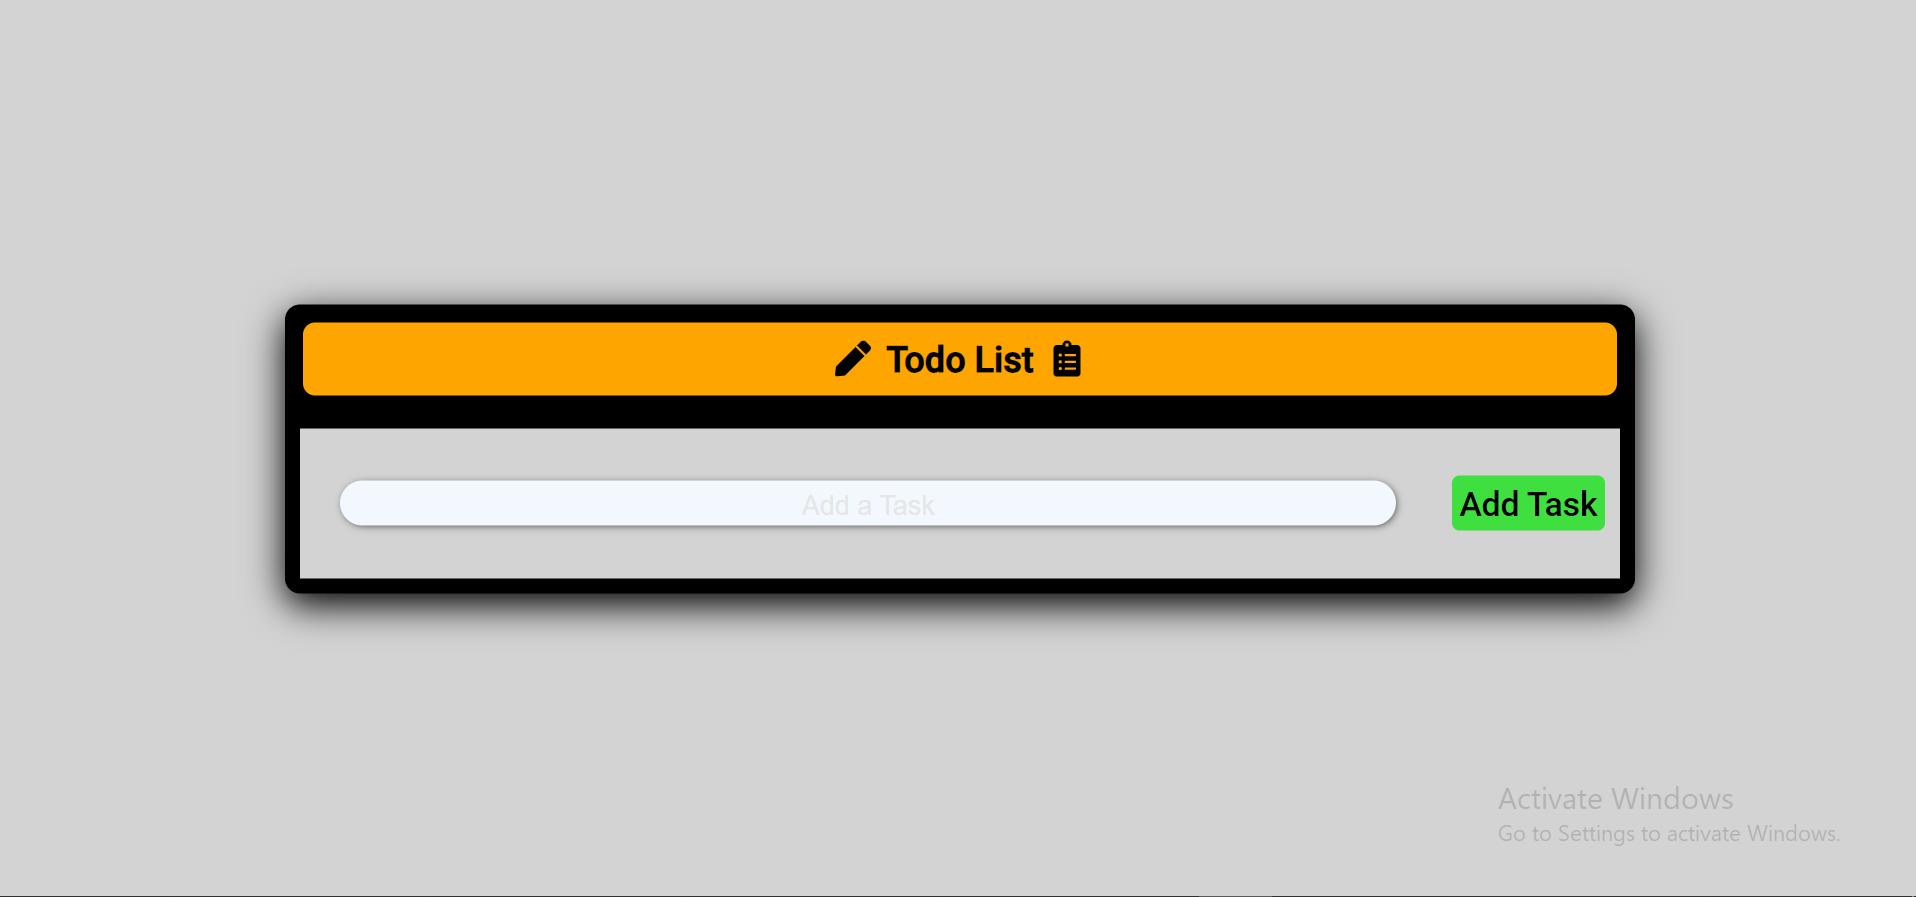 Todo List
Add a Task
Add Task
Activate Windows
Go to Settings to activate Windows.